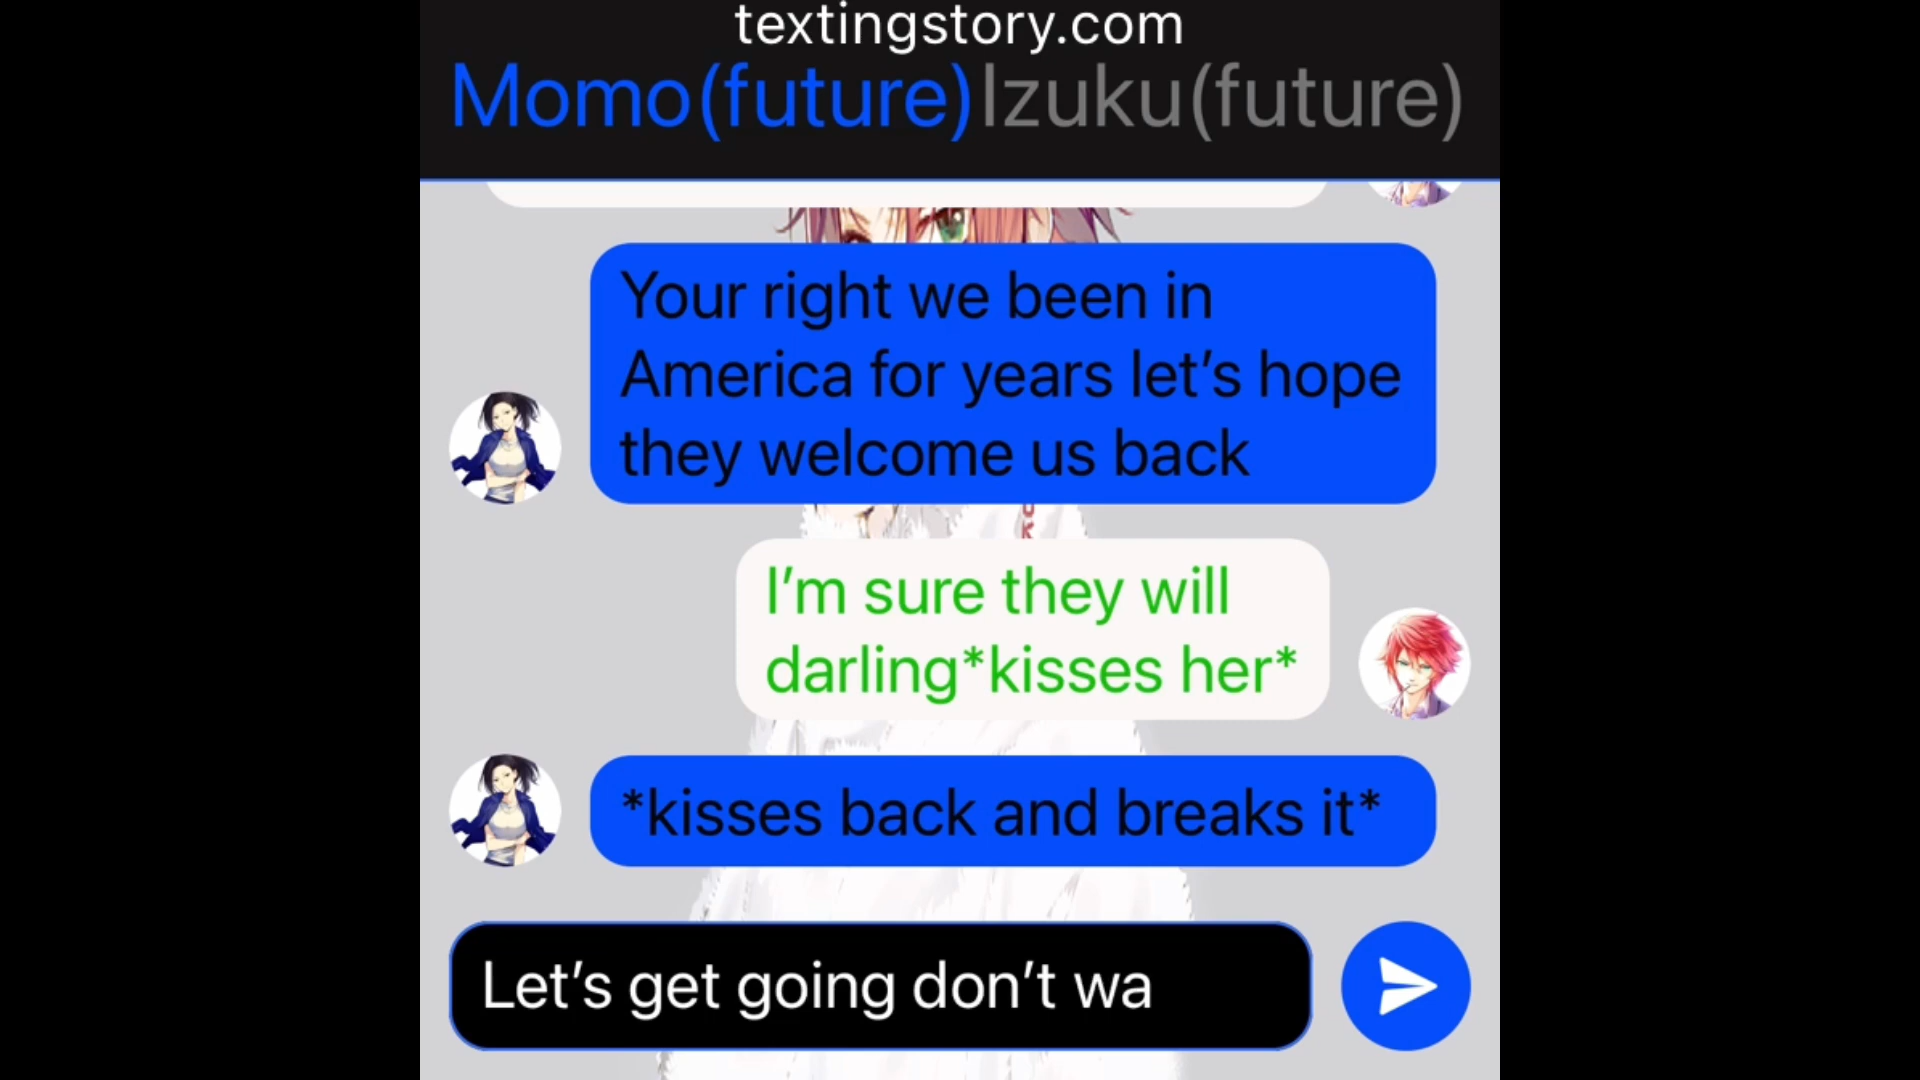 textingstory.com
Momo(future) Izuku(future)
Your right we been in
America for years let's hope
they welcome us back
I'm sure they will
darling*kisses her*
*kisses back and breaks it*
Let's get going don't wa